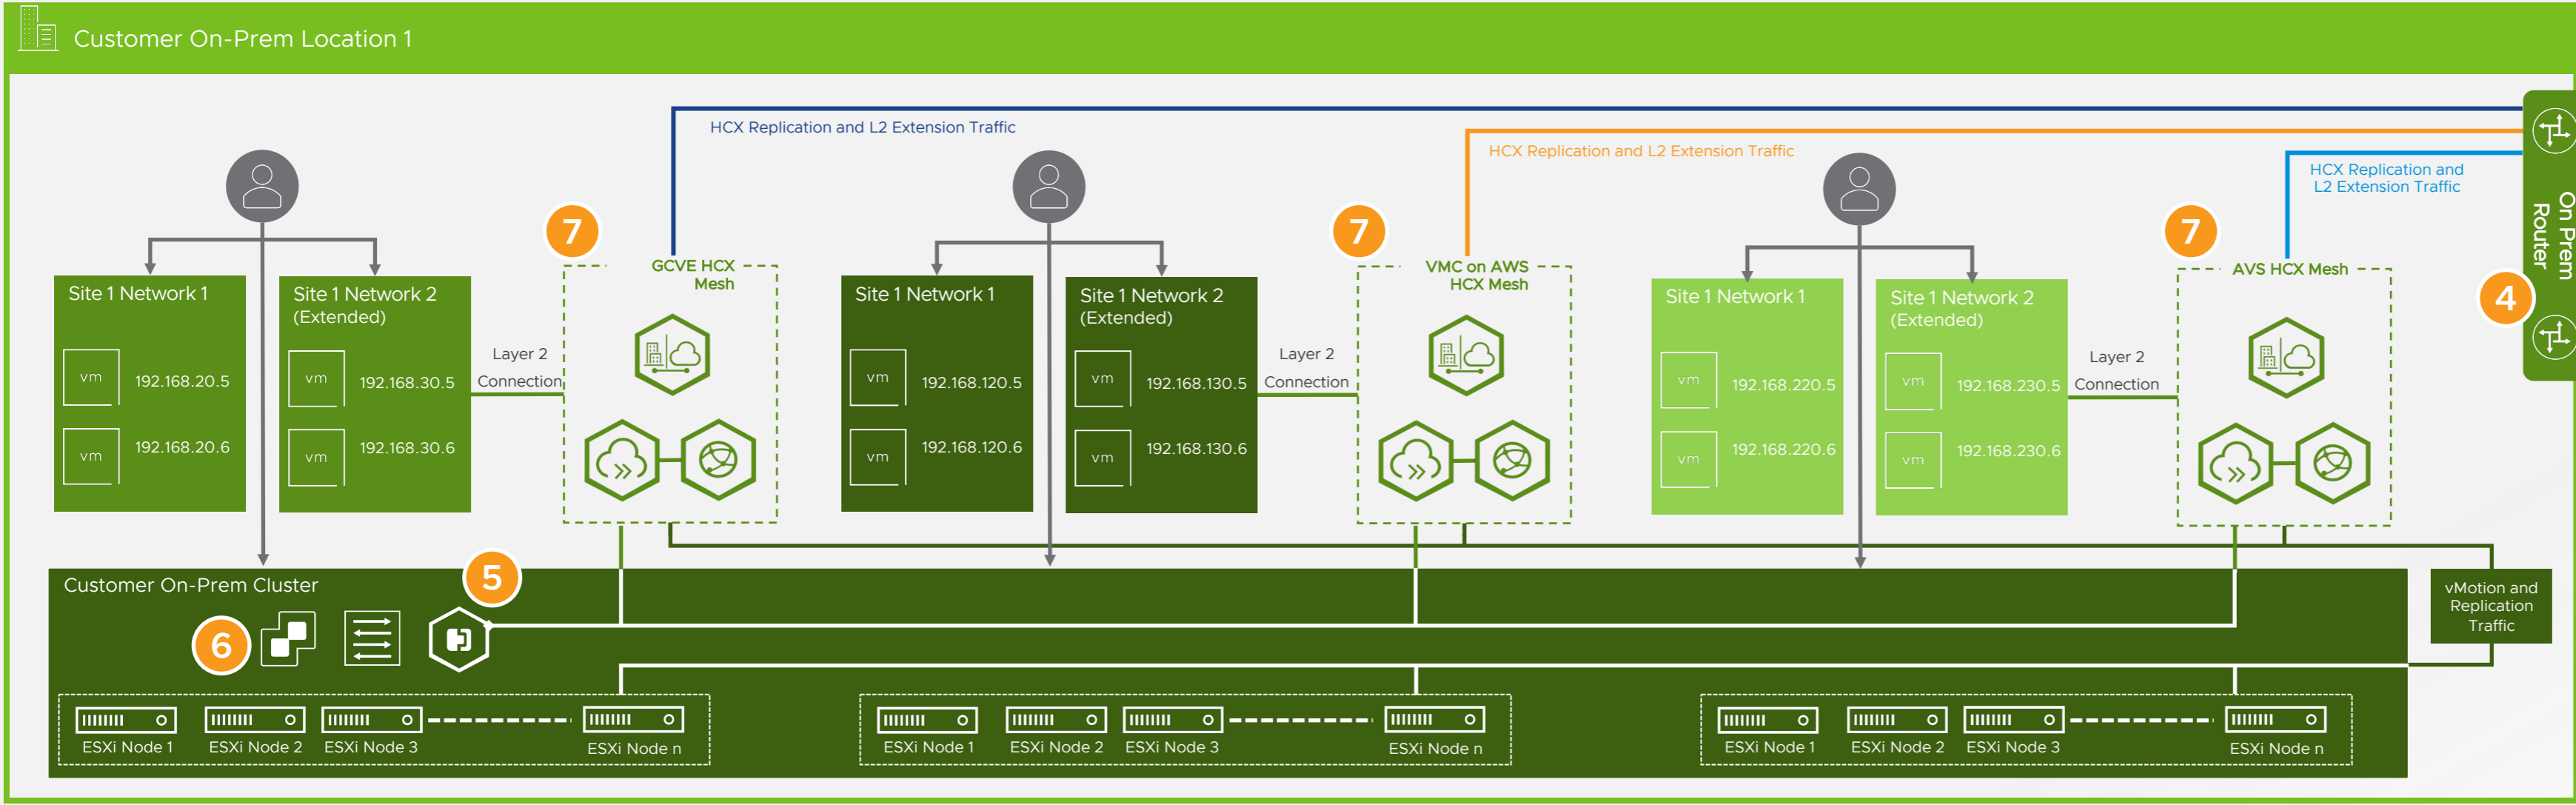 Customer On-Prem Location 1
HCX Replication and L2 Extension Traffic
HCX Replication and L2 Extension Traffic
HCX Replication and
L2 Extension Traffic
On Prem
Router
4
7
7
7
Site 1 Network 1
vm
192.168.20.5
vm
192.168.20.6
Site 1 Network 2
(Extended)
vm
192.168.30.5
vm
192.168.30.6
Layer 2
Connection
GCVE HCX
Mesh
Site 1 Network 1
vm
192.168.120.5
vm
192.168.120.6
Site 1 Network 2
(Extended)
vm
192.168.130.5
vm
192.168.130.6
Layer 2
Connection
VMC on AWS
HCX Mesh
Site 1 Network 1
vm
192.168.220.5
vm
192.168.220.6
Site 1 Network 2
(Extended)
vm
192.168.230.5
vm
192.168.230.6
Layer 2
Connection
AVS HCX Mesh
Customer On-Prem Cluster
5
6
vMotion and
Replication
Traffic
ESXi Node 1
ESXi Node 2
ESXi Node 3
ESXi Node n
ESXi Node 1
ESXi Node 2
ESXi Node 3
ESXi Node n
ESXi Node 1
ESXi Node 2
ESXi Node 3
ESXi Node n